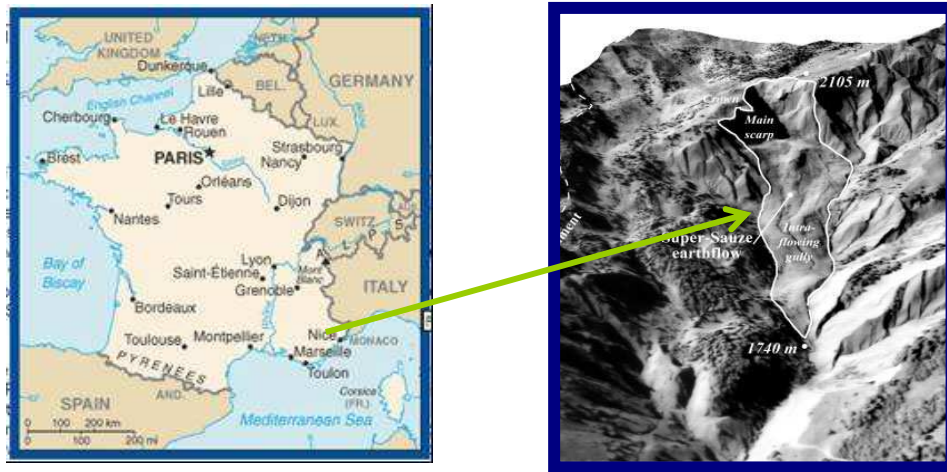 UNITED
KINGDOM
NETH.
Dunkerque
BEL.
GERMANY
Lille
English Channel
LUX.
Cherbourg
Le Havre
Rouen
Brest
PARIS
Strasbourg
Nancy
Seine
Orléans
Tours
Dijon
Nantes
SWITZ.
A L P S
Bay of
Biscay
Lyon
Saint-Étienne
Mont
Blanc
Grenoble
ITALY
Bordeaux
Rhône
Toulouse
Montpellier
Nice
MONACO
Marseille
Toulon
PYRENEES
AND.
Corsica
(FR.)
SPAIN
Mediterranean Sea
0 100 200 km
0 100 200 mi
2105 m
Crown
Main
scarp
Super-Sauze
earthflow
Intra-
flowing
gully
1740 m